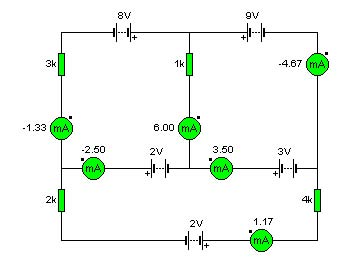 8V 9V
+ +
3k 1k -4.67 mA
-1.33 mA 6.00 mA
-2.50 2V 3.50 3V
mA + mA +
2k 4k
2V 1.17
+ mA